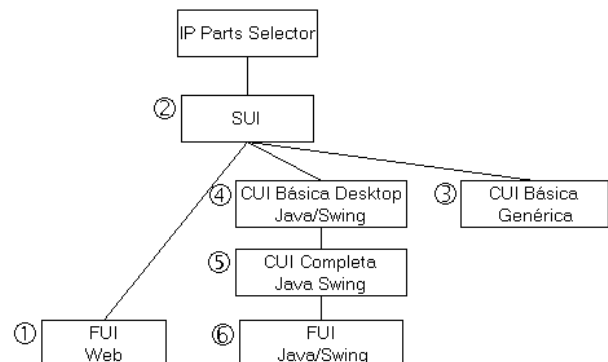 IP Parts Selector
② SUI
④ CUI Básica Desktop
Java/Swing
③ CUI Básica
Genérica
⑤ CUI Completa
Java Swing
① FUI
Web
⑥ FUI
Java/Swing